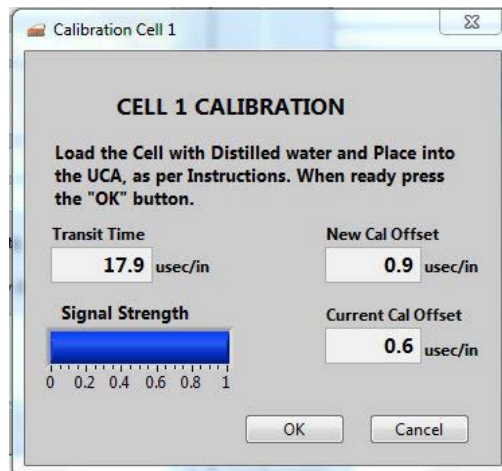 Calibration Cell 1
CELL 1 CALIBRATION
Load the Cell with Distilled water and Place into
the UCA, as per Instructions. When ready press
the "OK" button.
Transit Time
17.9 usec/in
New Cal Offset
0.9 usec/in
Signal Strength
0 0.2 0.4 0.6 0.8 1
Current Cal Offset
0.6 usec/in
OK Cancel